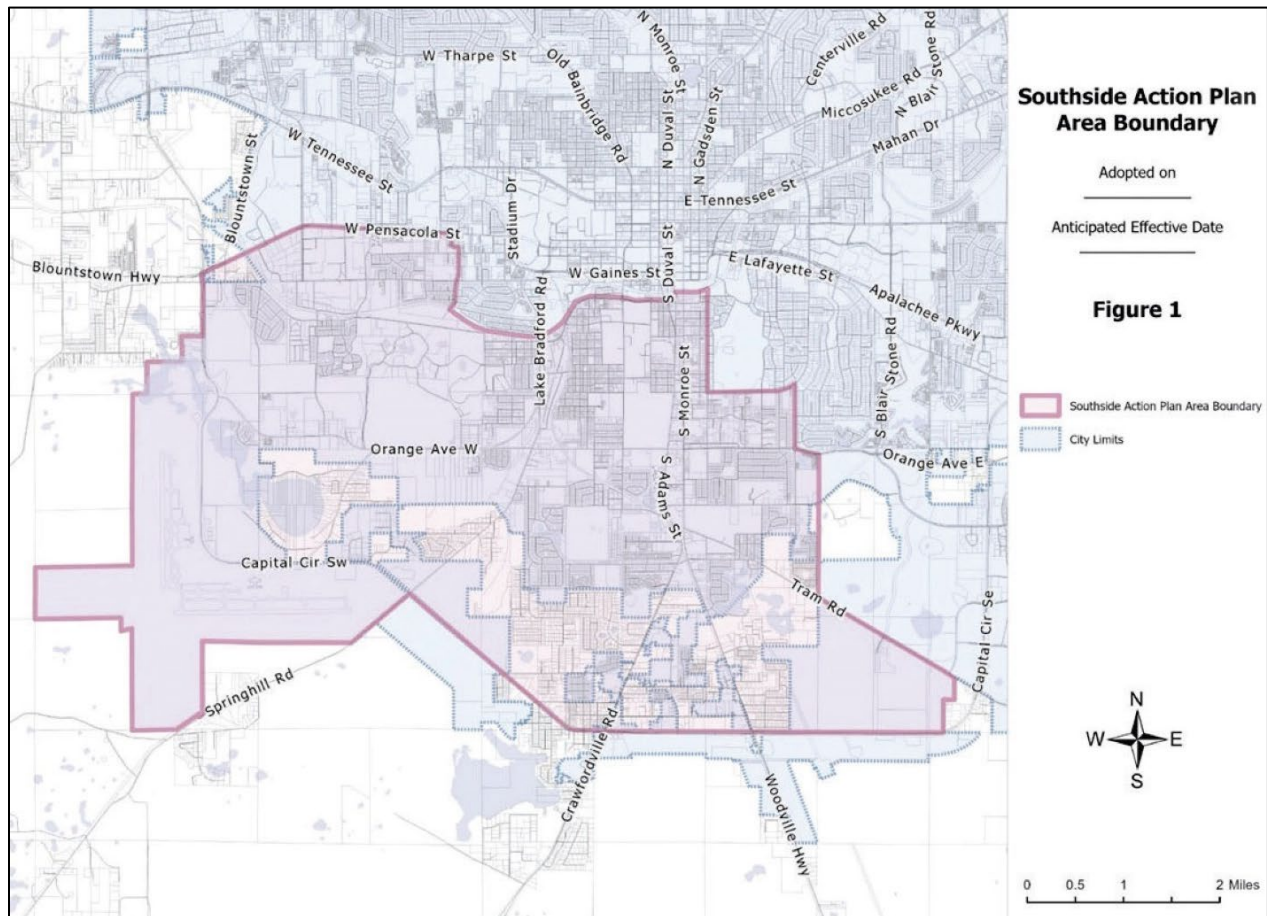 W Tharpe St
Old Bainbridge Rd
N Monroe St
N Duval St
N Gadsden St
Centerville Rd
Miccosukee Rd
N Blair Stone Rd
Mahan Dr
W Tennessee St
E Tennessee St
Blountstown St
W Pensacola St
Stadium Dr
Blountstown Hwy
W Gaines St
S Duval St
E Lafayette St
Apalachee Pkwy
Lake Bradford Rd
S Monroe St
S Blair Stone Rd
Orange Ave W
Orange Ave E
S Adams St
Capital Cir Sw
Tram Rd
Capital Cir Se
Springhill Rd
Crawfordville Rd
Woodville Hwy
Southside Action Plan
Area Boundary
Adopted on
Anticipated Effective Date
Figure 1
Southside Action Plan Area Boundary
City Limits
N
W E
S
0 0.5 1 2 Miles